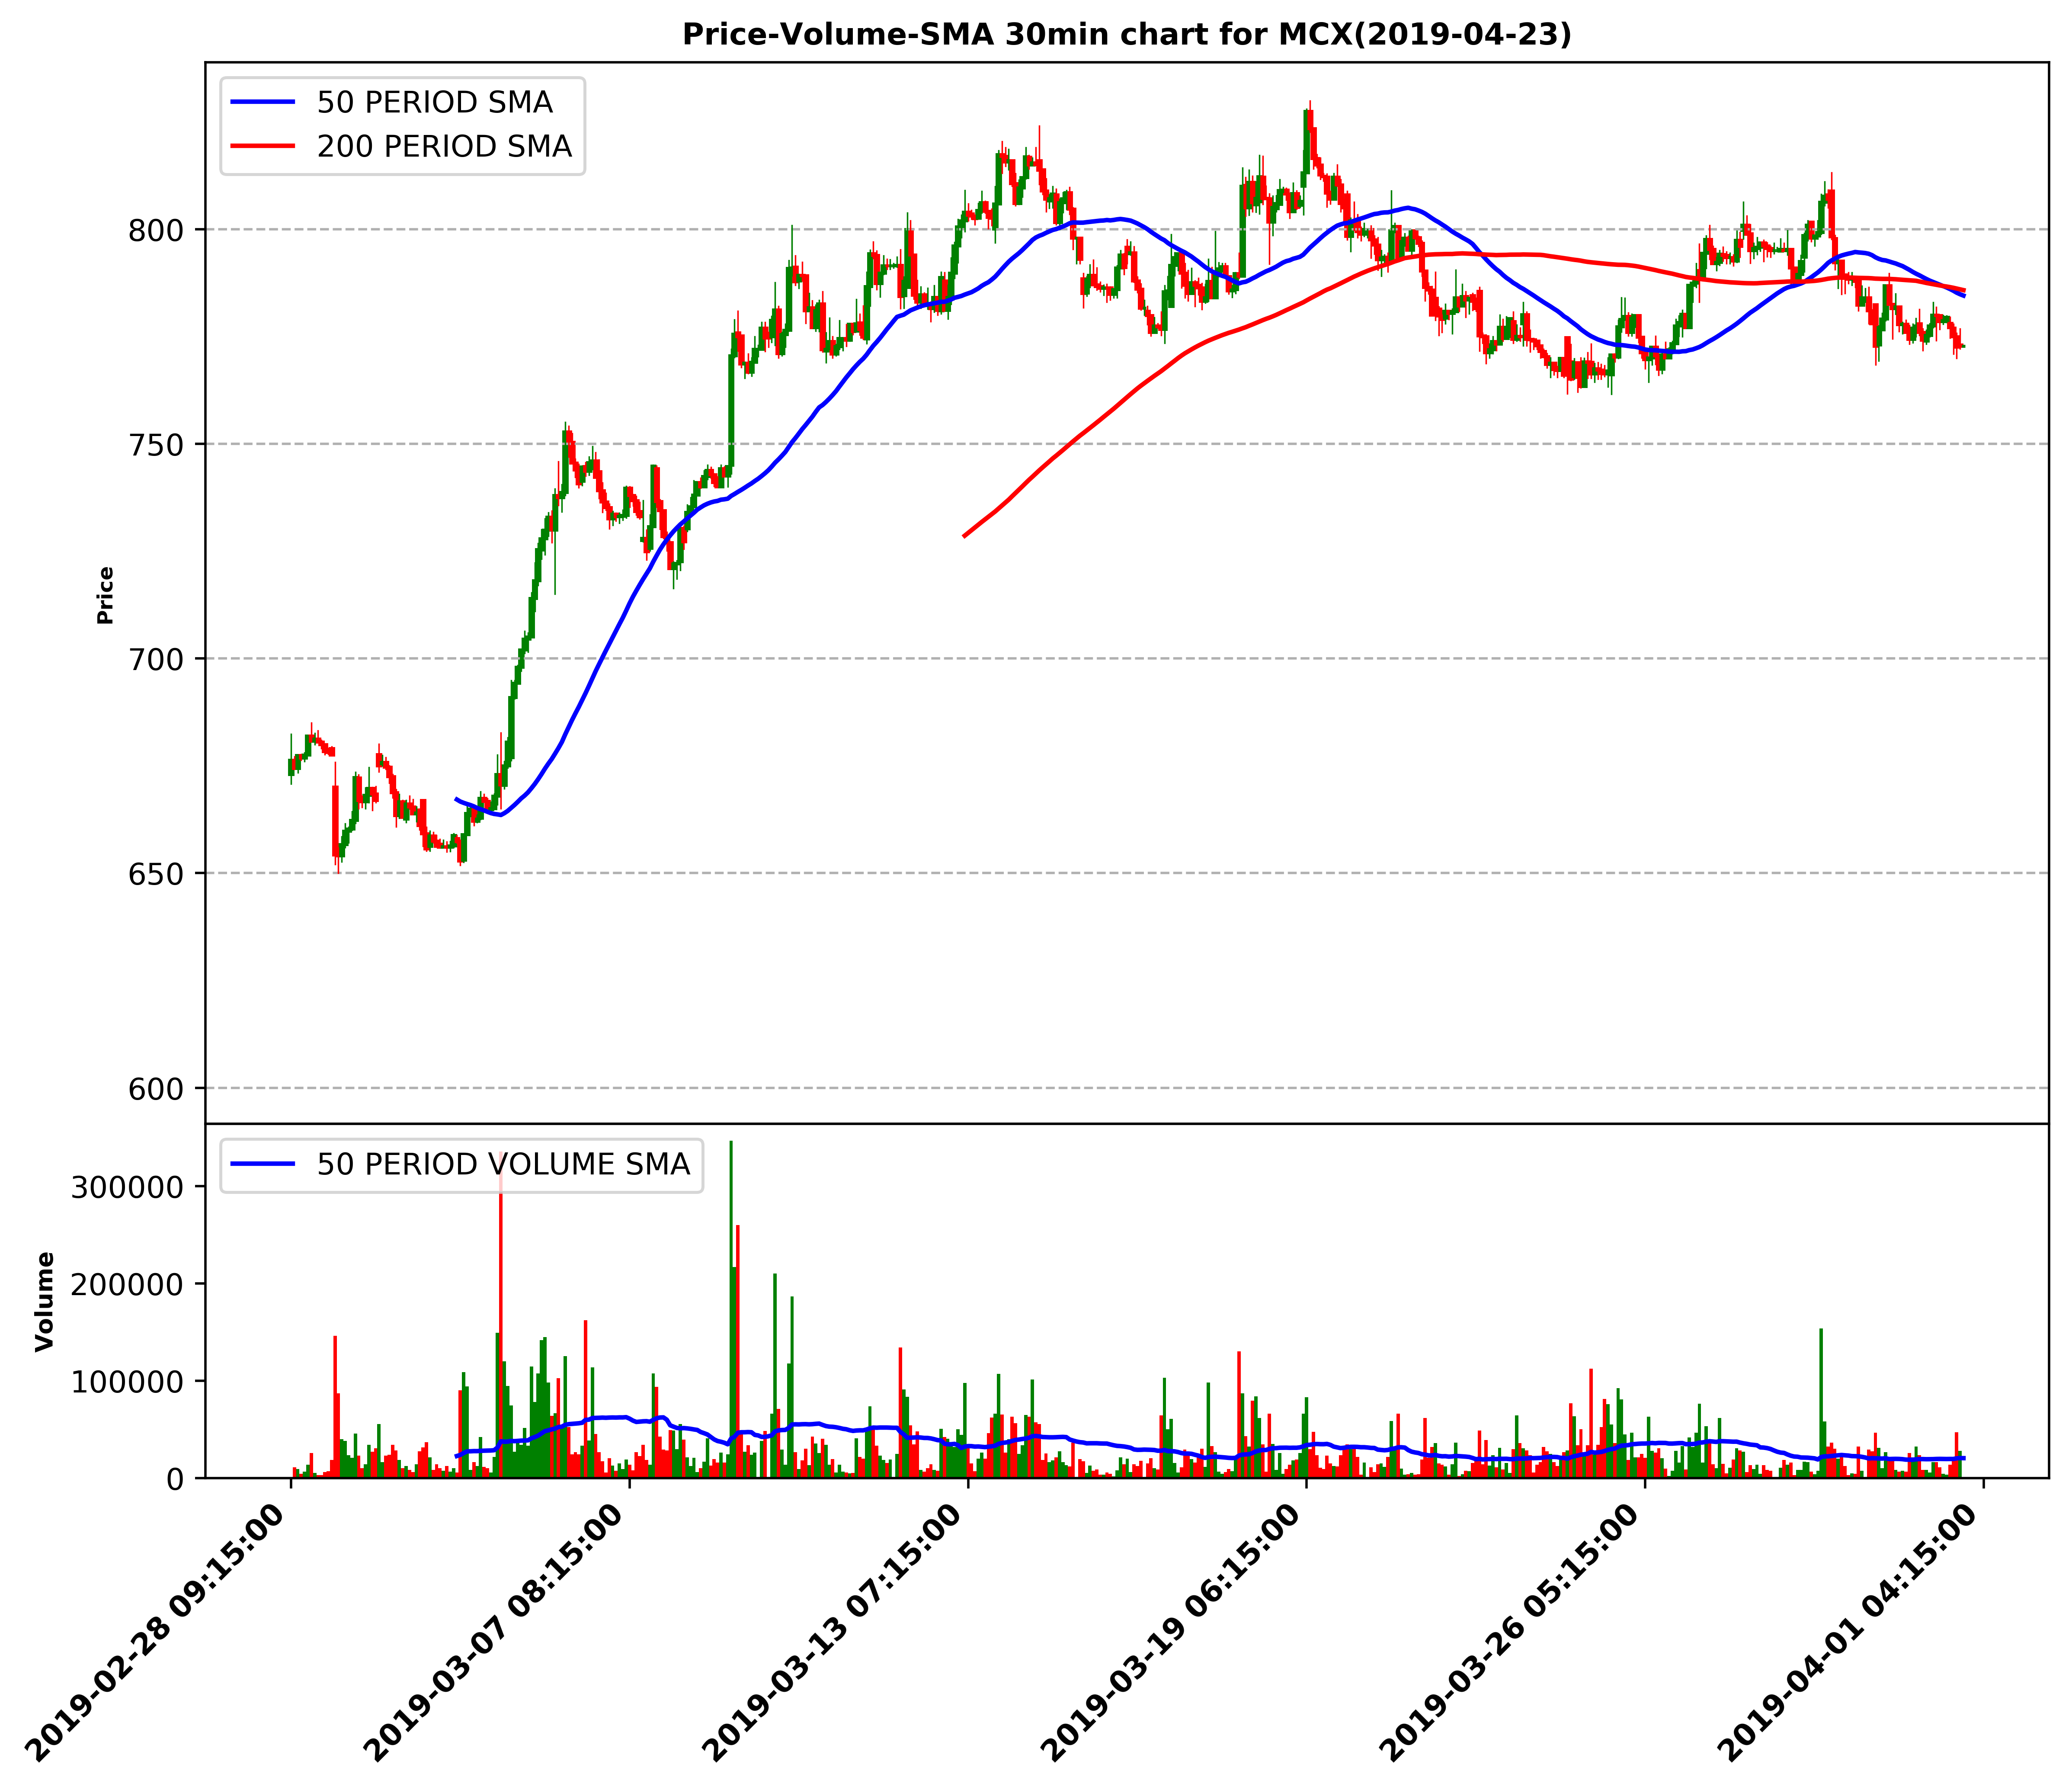 Price-Volume-SMA 30min chart for MCX(2019-04-23)
50 PERIOD SMA
200 PERIOD SMA
800
750
700
650
600
Price
50 PERIOD VOLUME SMA
300000
200000
100000
0
Volume
2019-02-28 09:15:00
2019-03-07 08:15:00
2019-03-13 07:15:00
2019-03-19 06:15:00
2019-03-26 05:15:00
2019-04-01 04:15:00